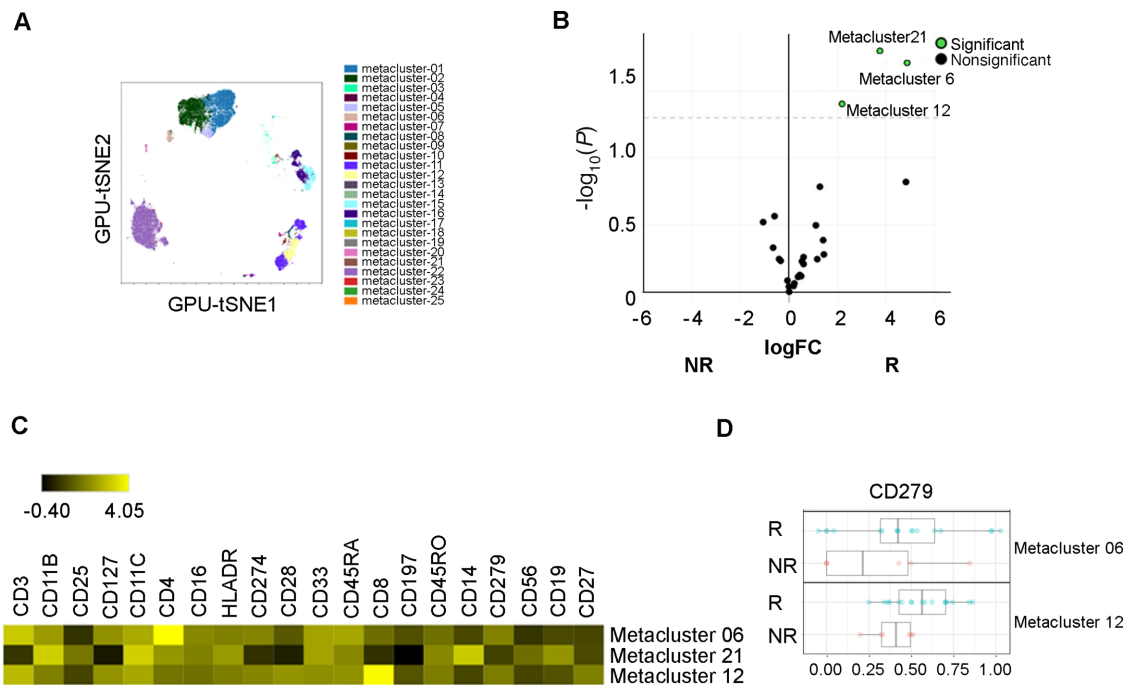 A
GPU-tSNE2
GPU-tSNE1
metacluster-01
metacluster-02
metacluster-03
metacluster-04
metacluster-05
metacluster-06
metacluster-07
metacluster-08
metacluster-09
metacluster-10
metacluster-11
metacluster-12
metacluster-13
metacluster-14
metacluster-15
metacluster-16
metacluster-17
metacluster-18
metacluster-19
metacluster-20
metacluster-21
metacluster-22
metacluster-23
metacluster-24
metacluster-25
B
Metacluster21
Metacluster 6
Metacluster 12
Significant
Nonsignificant
-log10(P)
1.5
1.0
0.5
0
-6 -4 -2 0 2 4 6
logFC
NR R
C
-0.40 4.05
CD3 CD11B CD25 CD127 CD11C CD4 CD16 HLADR CD274 CD28 CD33 CD45RA CD8 CD197 CD45RO CD14 CD279 CD56 CD19 CD27
Metacluster 06
Metacluster 21
Metacluster 12
D
CD279
R
NR
Metacluster 06
R
NR
Metacluster 12
0.00 0.25 0.50 0.75 1.00